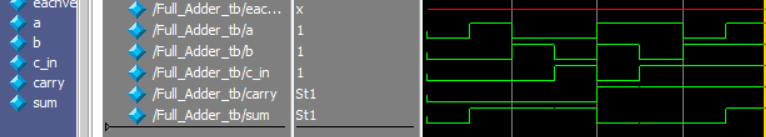 eachve
/Full_Adder_tb/eac... x
a /Full_Adder_tb/a 1
b /Full_Adder_tb/b 1
c_in /Full_Adder_tb/c_in 1
carry /Full_Adder_tb/carry St1
sum /Full_Adder_tb/sum St1